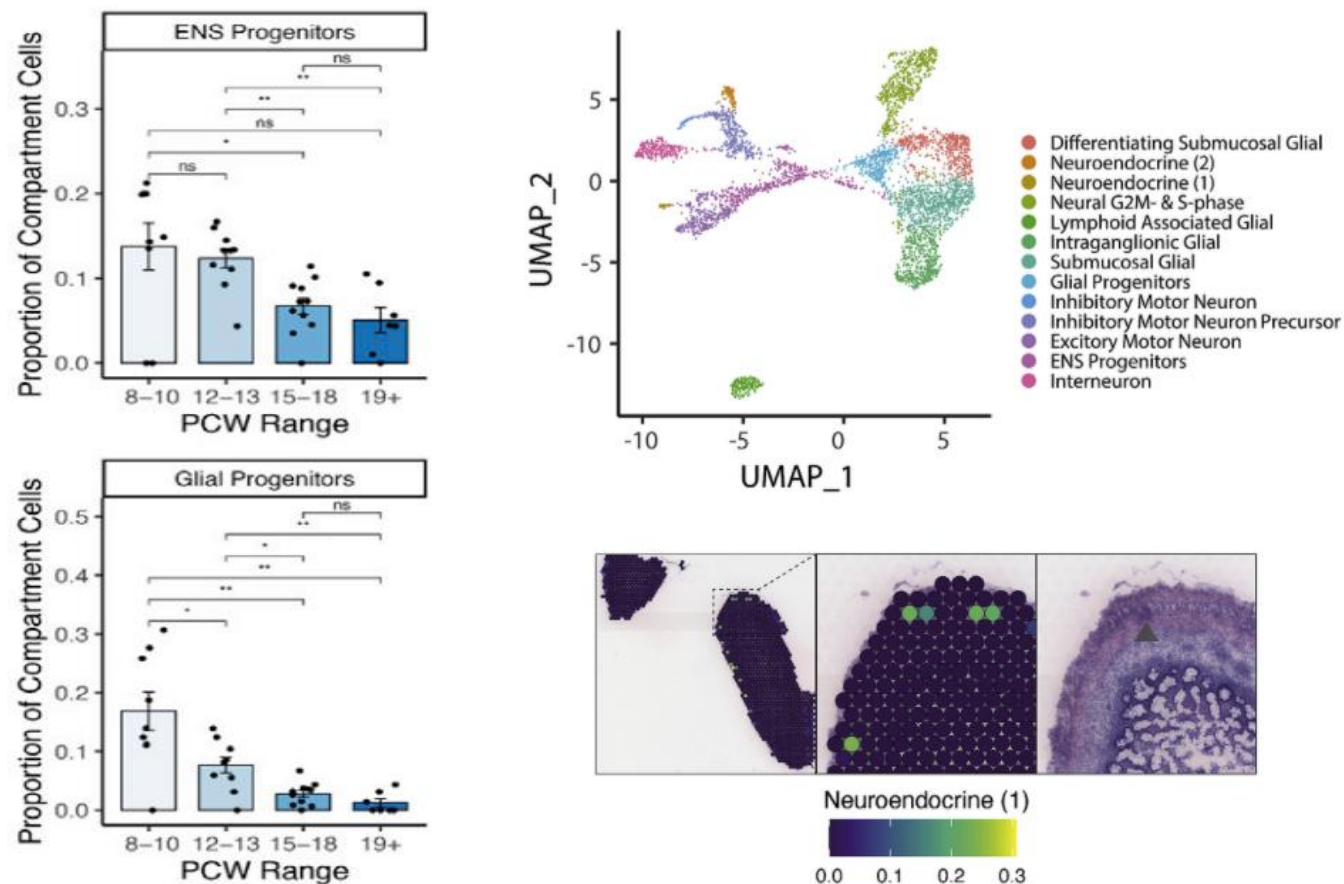 ENS Progenitors
Proportion of Compartment Cells
0.3
0.2
0.1
0.0
ns
**
**
ns
*
ns
8–10
12–13
15–18
19+
PCW Range
Glial Progenitors
Proportion of Compartment Cells
0.5
0.4
0.3
0.2
0.1
0.0
ns
**
*
**
**
*
8–10
12–13
15–18
19+
PCW Range
UMAP_2
5
0
-5
-10
-10
-5
0
5
UMAP_1
Differentiating Submucosal Glial
Neuroendocrine (2)
Neuroendocrine (1)
Neural G2M- & S-phase
Lymphoid Associated Glial
Intraganglionic Glial
Submucosal Glial
Glial Progenitors
Inhibitory Motor Neuron
Inhibitory Motor Neuron Precursor
Excitory Motor Neuron
ENS Progenitors
Interneuron
Neuroendocrine (1)
0.0 0.1 0.2 0.3